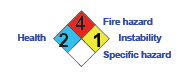 4 Fire hazard
Health 2 1 Instability
Specific hazard